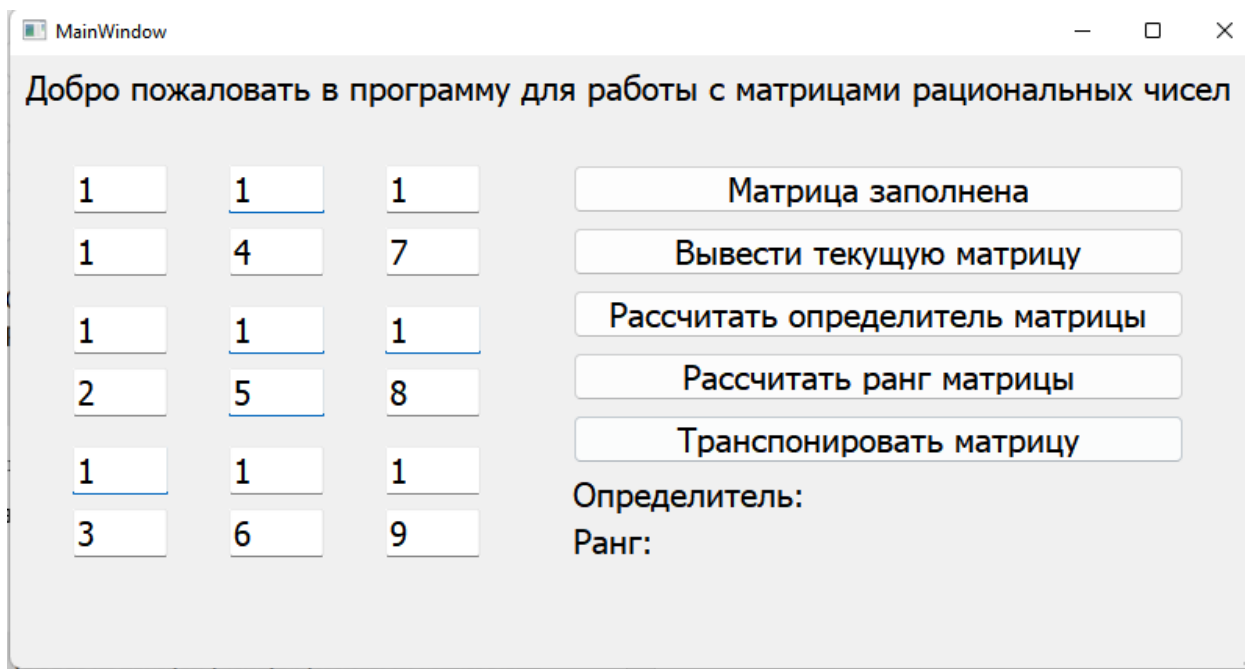 MainWindow
Добро пожаловать в программу для работы с матрицами рациональных чисел
1 1 1 Матрица заполнена
1 4 7 Вывести текущую матрицу
1 1 1 Рассчитать определитель матрицы
2 5 8 Рассчитать ранг матрицы
1 1 1 Транспонировать матрицу
Определитель:
3 6 9 Ранг: